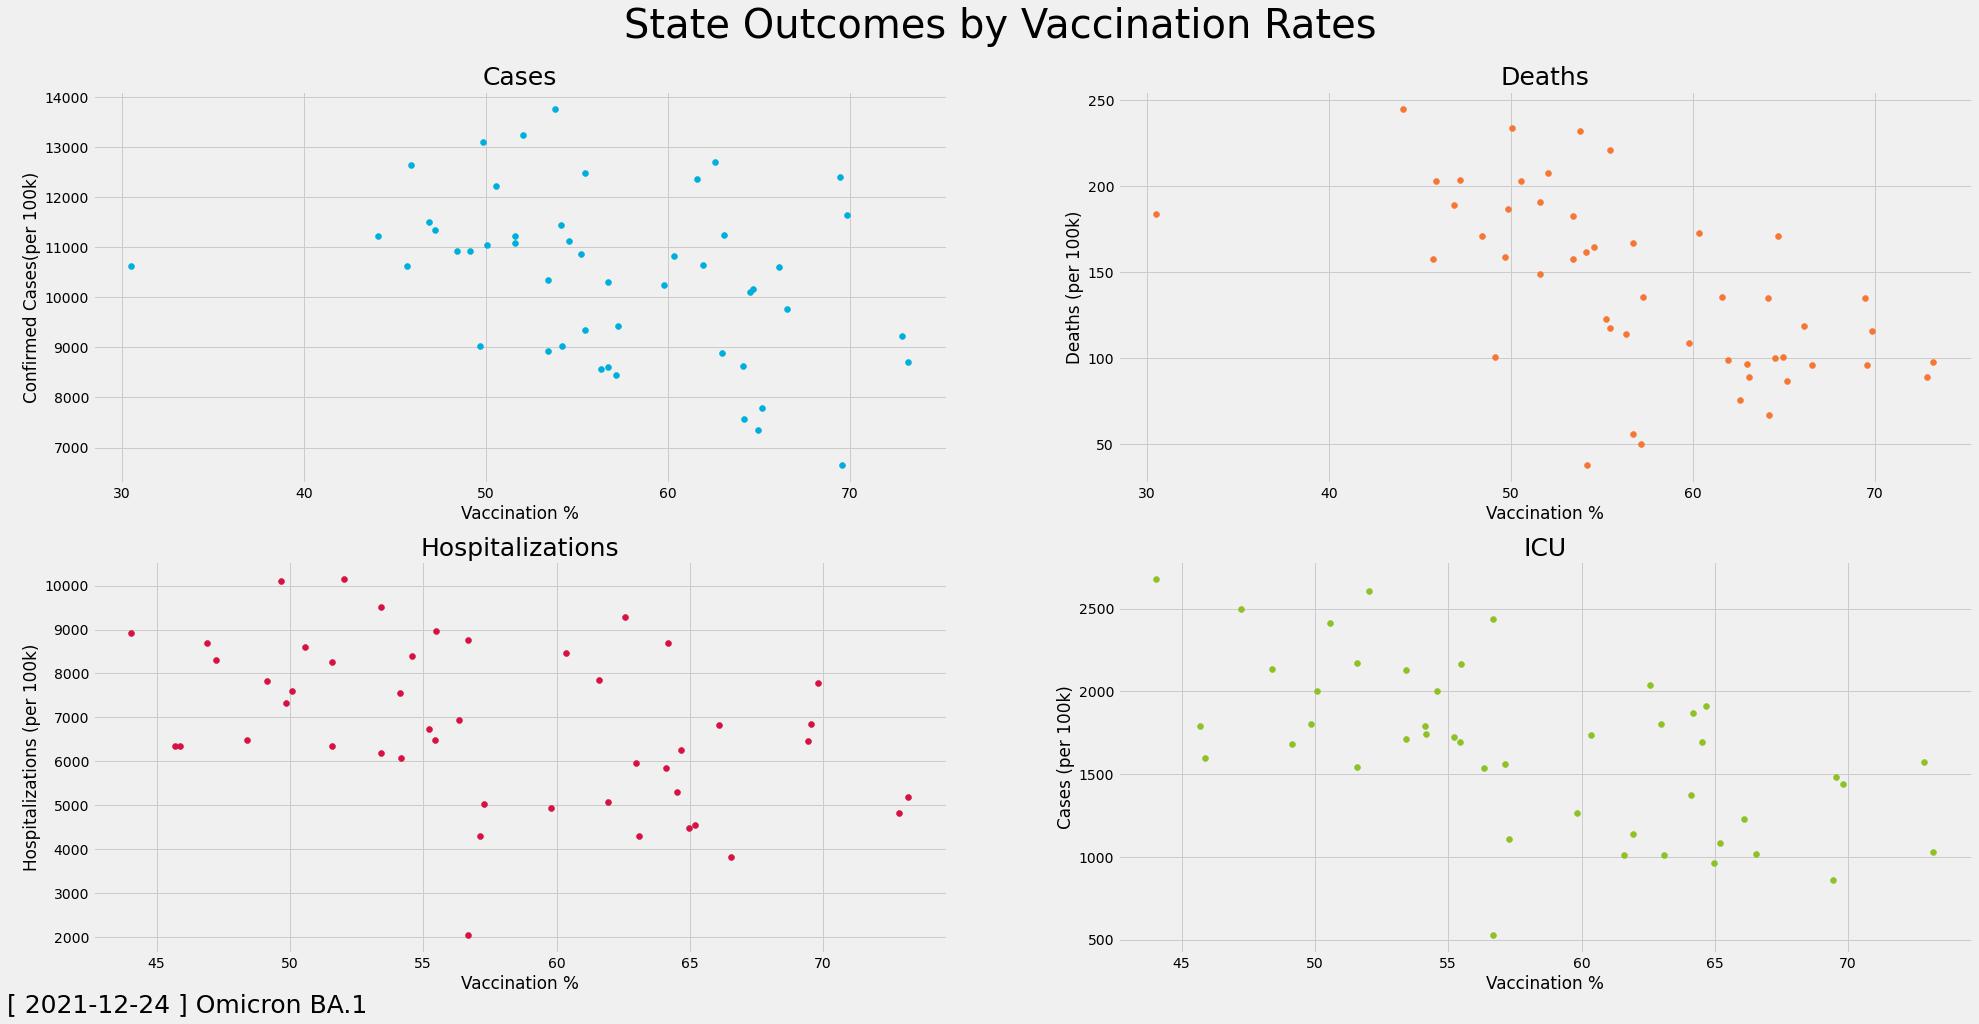 State Outcomes by Vaccination Rates
Cases
14000
13000
12000
11000
10000
9000
8000
7000
Confirmed Cases(per 100k)
30 40 50 60 70
Vaccination %
Deaths
250
200
150
100
50
Deaths (per 100k)
30 40 50 60 70
Vaccination %
Hospitalizations
10000
9000
8000
7000
6000
5000
4000
3000
2000
Hospitalizations (per 100k)
45 50 55 60 65 70
Vaccination %
ICU
2500
2000
1500
1000
500
Cases (per 100k)
45 50 55 60 65 70
Vaccination %
[ 2021-12-24 ] Omicron BA.1